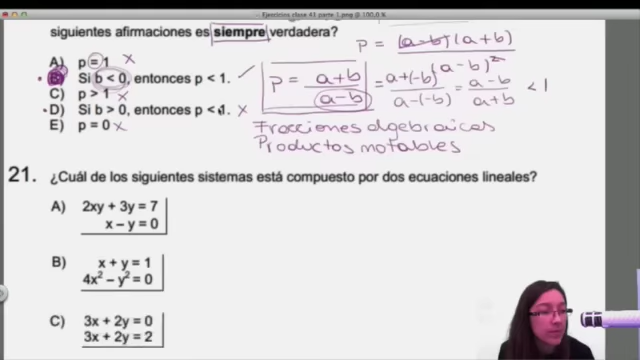 Ejercicios clase 41 parte 1.png @ 100,0 %
siguientes afirmaciones es siempre verdadera?
A) p = 1 x
B) Si b < 0, entonces p < 1. ✓
C) p > 1 x
D) Si b > 0, entonces p < 1. x
E) p = 0 x
p = (a-b)(a+b)
(a-b)²
p = a+b / a-b = a+(-b) / a-(-b) = a-b / a+b < 1
Fracciones algebraicas
Productos notables
21. ¿Cuál de los siguientes sistemas está compuesto por dos ecuaciones lineales?
A) 2xy + 3y = 7
x – y = 0
B) x + y = 1
4x² – y² = 0
C) 3x + 2y = 0
3x + 2y = 2